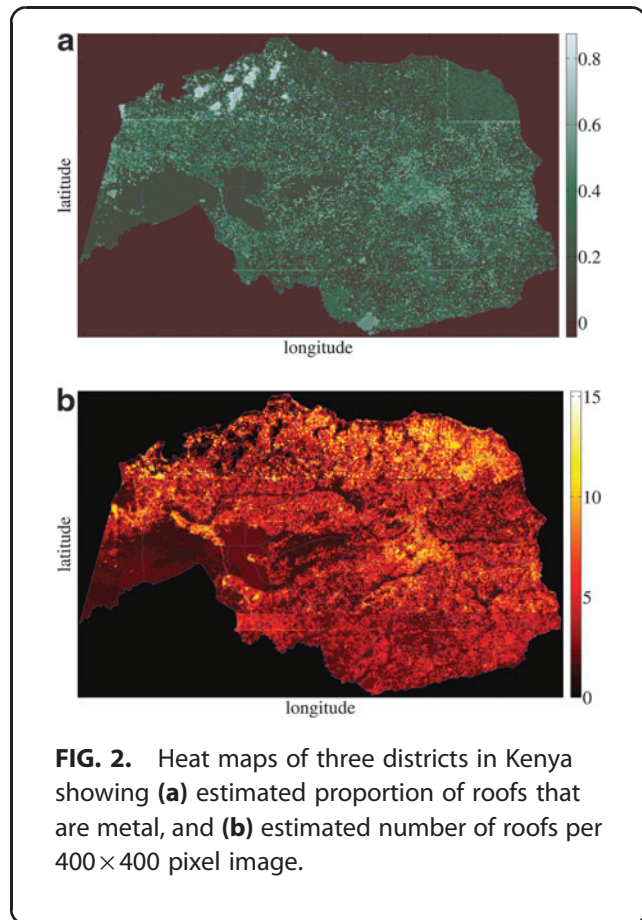 a
0.8
0.6
0.4
0.2
0
latitude
longitude
b
15
10
5
0
latitude
longitude
FIG. 2. Heat maps of three districts in Kenya
showing (a) estimated proportion of roofs that
are metal, and (b) estimated number of roofs per
400×400 pixel image.